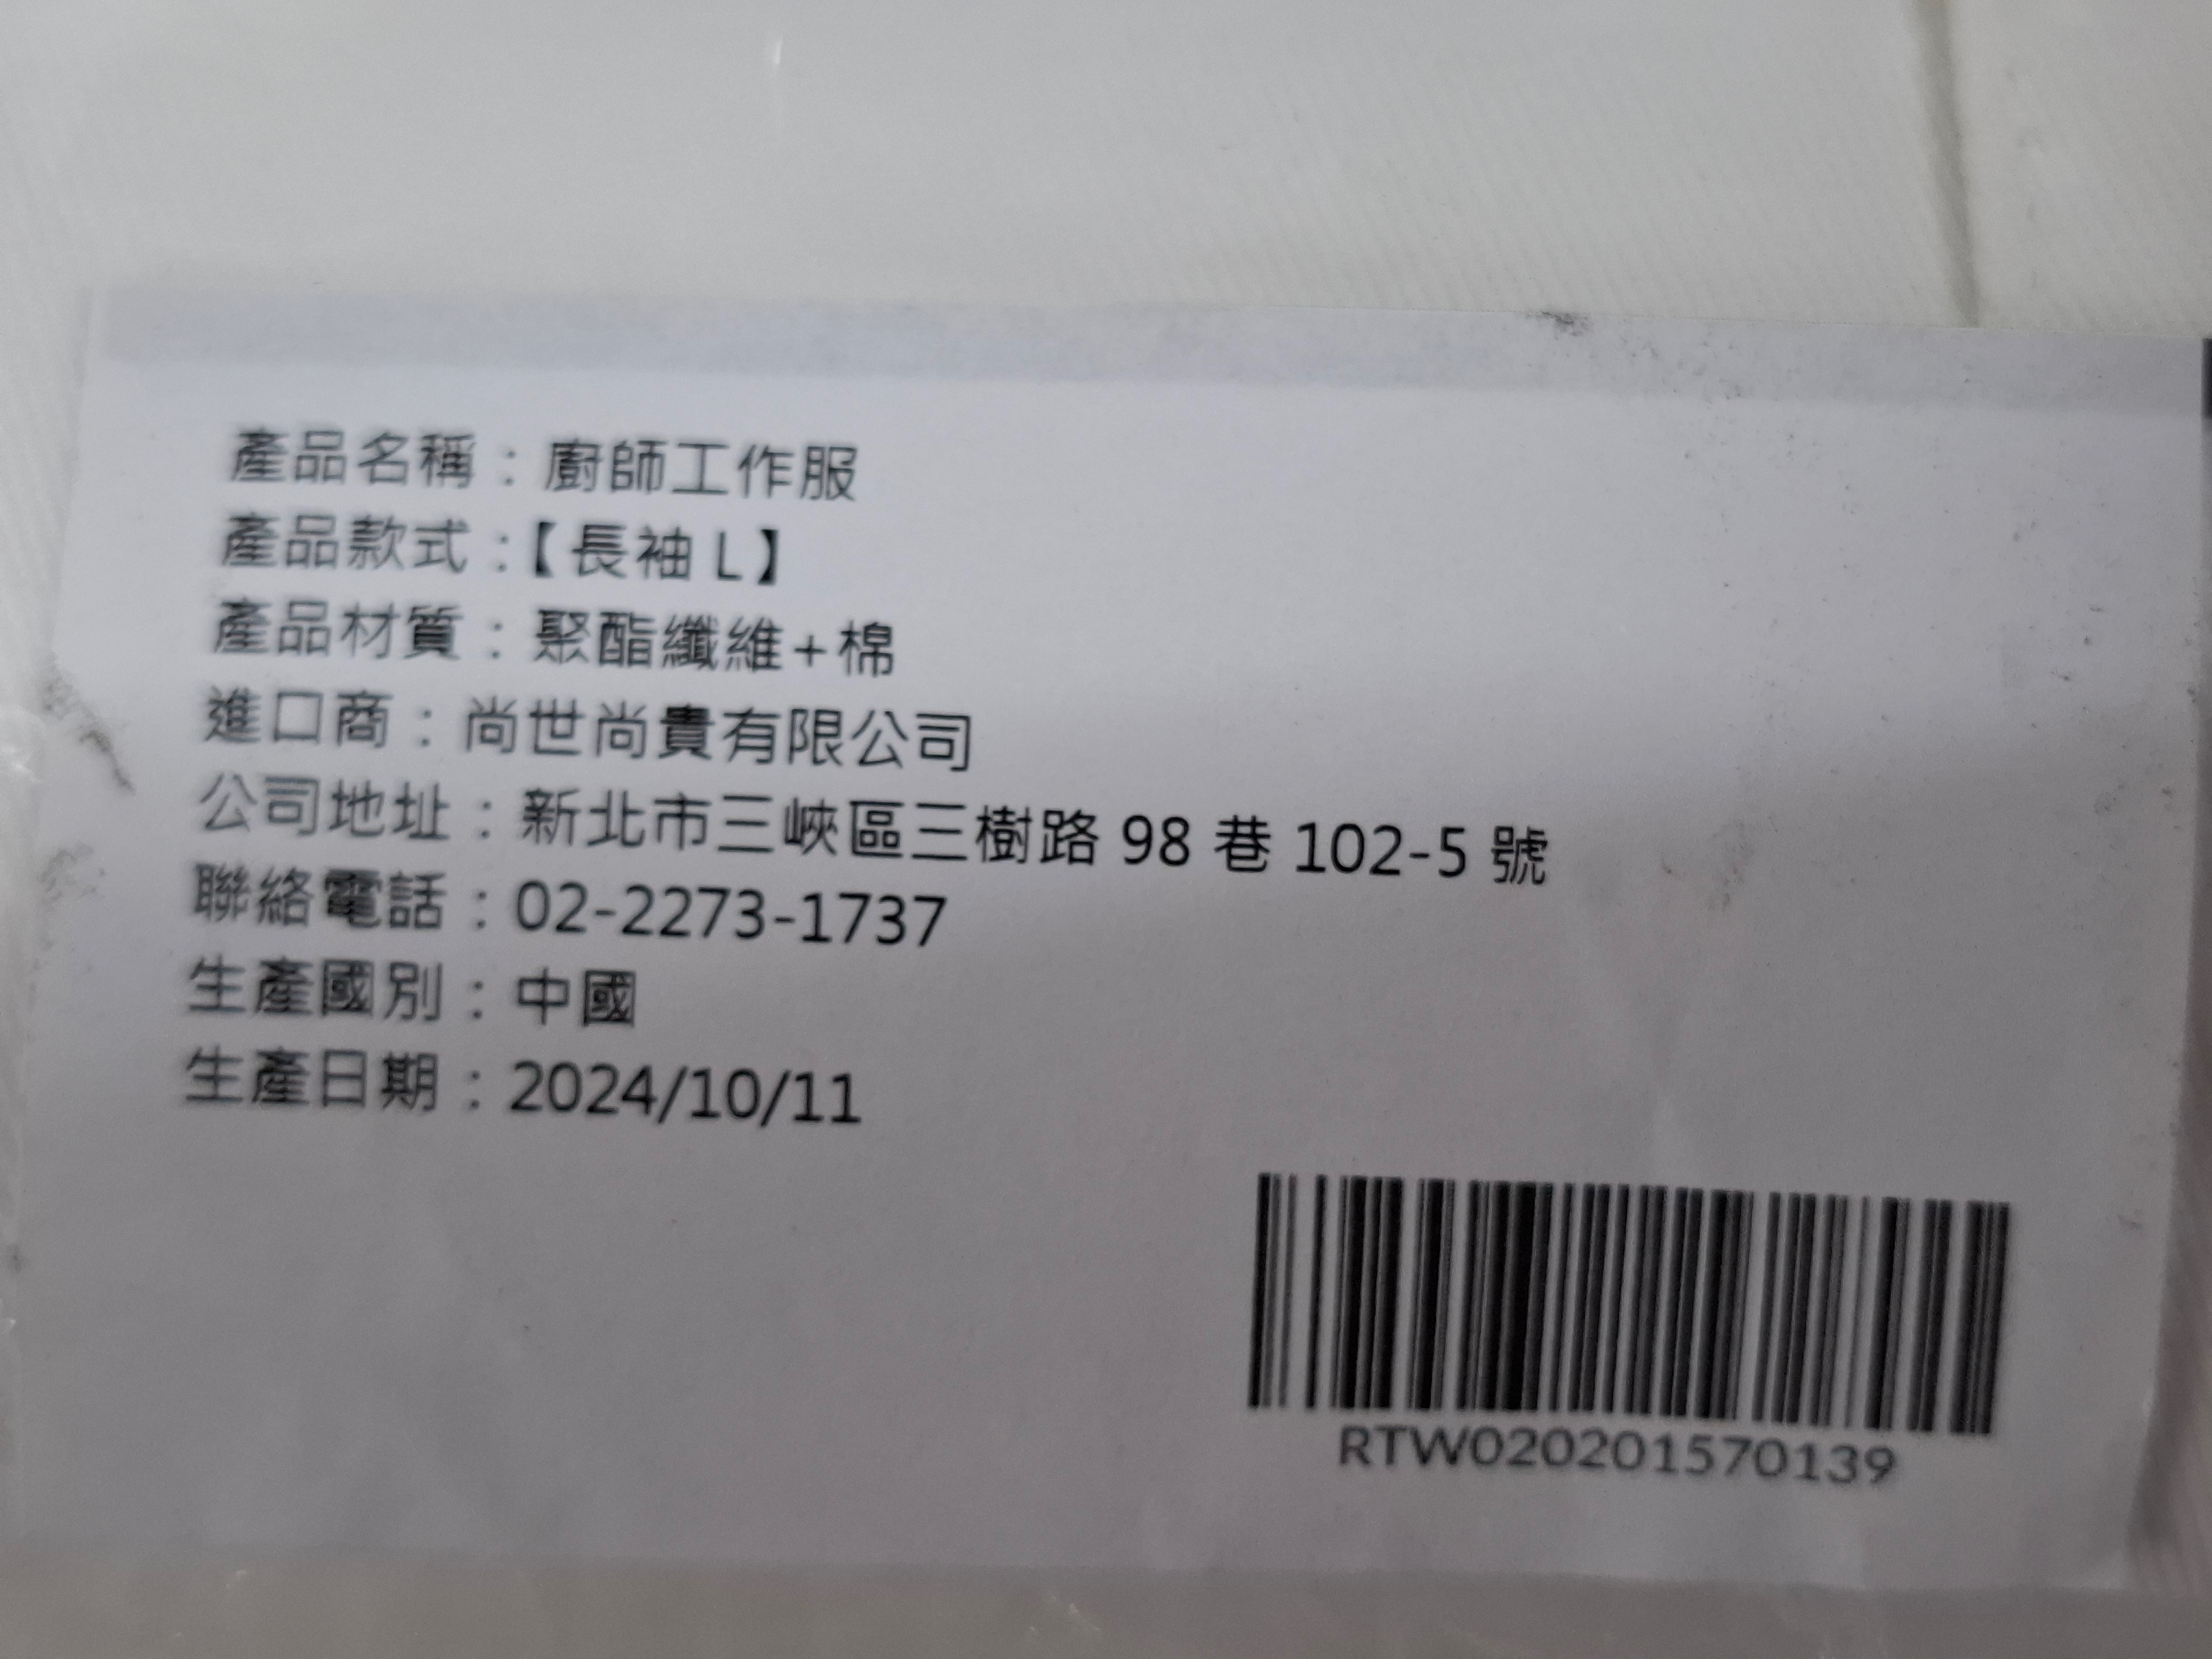 產品名稱：廚師工作服
產品款式：【長袖 L】
產品材質：聚酯纖維+棉
進口商：尚世尚貴有限公司
公司地址：新北市三峽區三樹路 98 巷 102-5 號
聯絡電話：02-2273-1737
生產國別：中國
生產日期：2024/10/11
RTW020201570139